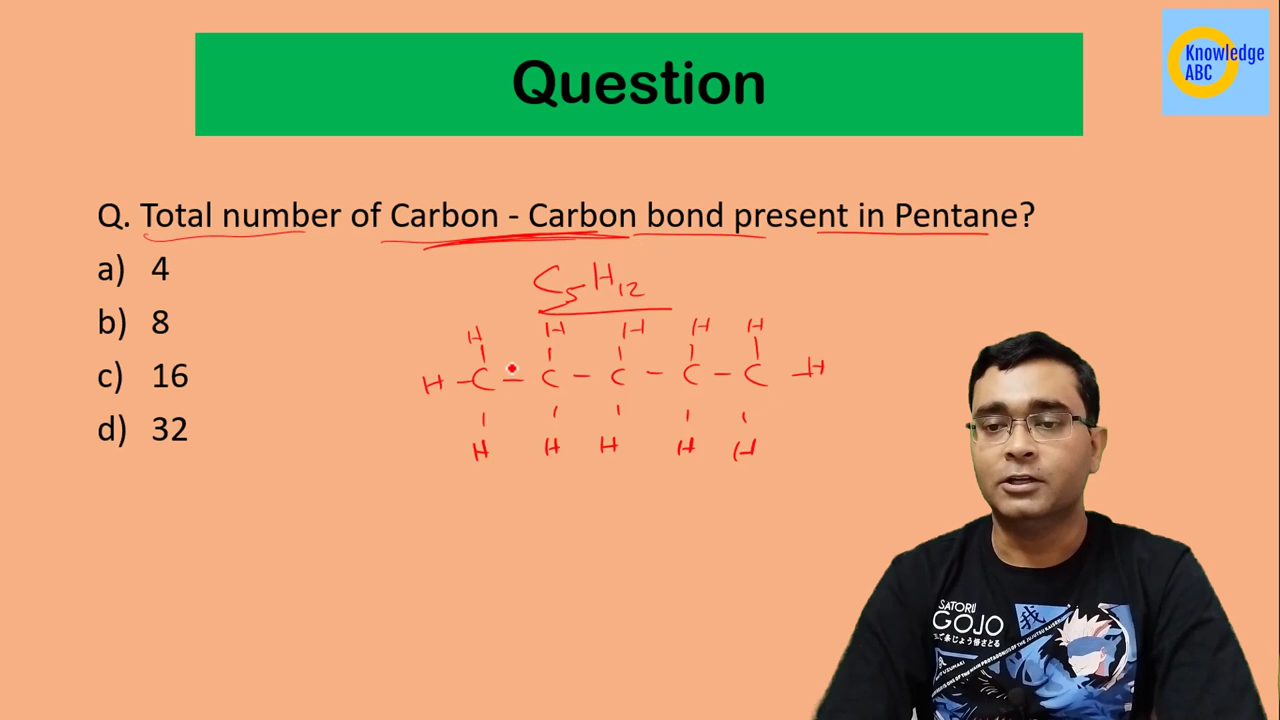 Question
Knowledge
ABC
Q. Total number of Carbon - Carbon bond present in Pentane?
a) 4
b) 8
c) 16
d) 32
C5H12
H H H H H
H - C - C - C - C - C - H
H H H H H
SATORU
GOJO
我